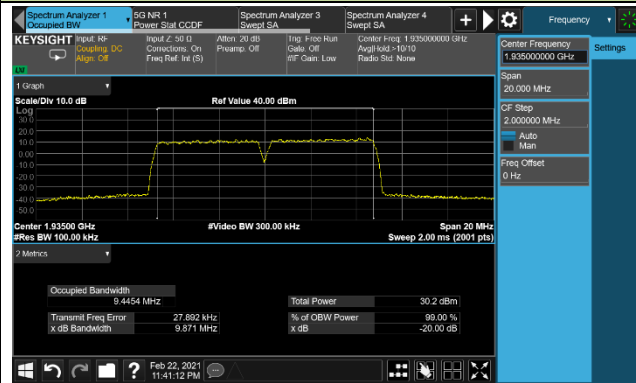 Spectrum Analyzer 1
Occupied BW
5G NR 1
Power Stat CCDF
Spectrum Analyzer 3
Swept SA
Spectrum Analyzer 4
Swept SA
Frequency
KEYSIGHT
Input: RF
Coupling: DC
Align: Off
Input Z: 50 Ω
Corrections: On
Freq Ref: Int (S)
Atten: 20 dB
Preamp: Off
Trig: Free Run
Gate: Off
#IF Gain: Low
Center Freq: 1.935000000 GHz
Avg|Hold:>10/10
Radio Std: None
Center Frequency
1.935000000 GHz
Settings
Span
20.000 MHz
CF Step
2.000000 MHz
Auto
Man
Freq Offset
0 Hz
1 Graph
Scale/Div 10.0 dB
Ref Value 40.00 dBm
Log
30.0
20.0
10.0
0.00
-10.0
-20.0
-30.0
-40.0
-50.0
Center 1.93500 GHz
#Video BW 300.00 kHz
Span 20 MHz
#Res BW 100.00 kHz
Sweep 2.00 ms (2001 pts)
2 Metrics
Occupied Bandwidth
9.4454 MHz
Total Power
30.2 dBm
Transmit Freq Error
27.892 kHz
% of OBW Power
99.00 %
x dB Bandwidth
9.871 MHz
x dB
-20.00 dB
Feb 22, 2021
11:41:12 PM